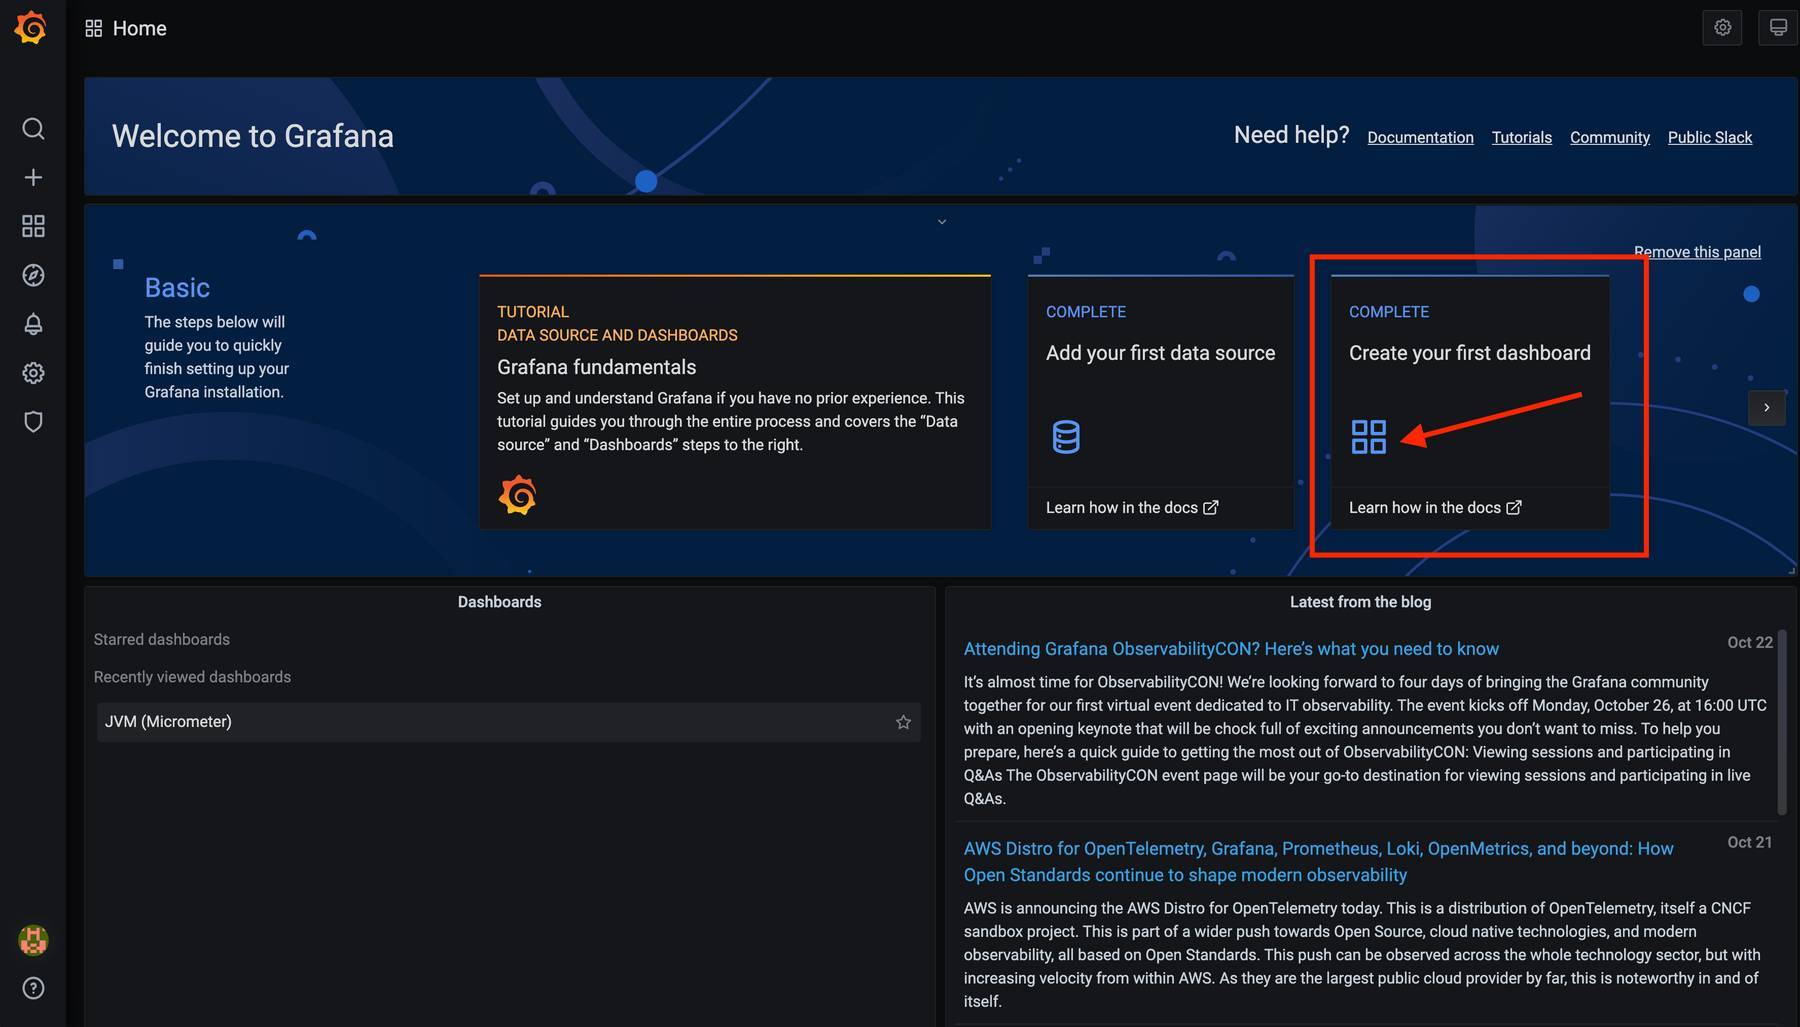 Home
Welcome to Grafana
Need help? Documentation Tutorials Community Public Slack
Remove this panel
Basic
The steps below will
guide you to quickly
finish setting up your
Grafana installation.
TUTORIAL
DATA SOURCE AND DASHBOARDS
Grafana fundamentals
Set up and understand Grafana if you have no prior experience. This
tutorial guides you through the entire process and covers the “Data
source” and “Dashboards” steps to the right.
COMPLETE
Add your first data source
Learn how in the docs
COMPLETE
Create your first dashboard
Learn how in the docs
Dashboards
Starred dashboards
Recently viewed dashboards
JVM (Micrometer)
Latest from the blog
Attending Grafana ObservabilityCON? Here’s what you need to know
Oct 22
It’s almost time for ObservabilityCON! We’re looking forward to four days of bringing the Grafana community
together for our first virtual event dedicated to IT observability. The event kicks off Monday, October 26, at 16:00 UTC
with an opening keynote that will be chock full of exciting announcements you don’t want to miss. To help you
prepare, here’s a quick guide to getting the most out of ObservabilityCON: Viewing sessions and participating in
Q&As The ObservabilityCON event page will be your go-to destination for viewing sessions and participating in live
Q&As.
AWS Distro for OpenTelemetry, Grafana, Prometheus, Loki, OpenMetrics, and beyond: How
Open Standards continue to shape modern observability
Oct 21
AWS is announcing the AWS Distro for OpenTelemetry today. This is a distribution of OpenTelemetry, itself a CNCF
sandbox project. This is part of a wider push towards Open Source, cloud native technologies, and modern
observability, all based on Open Standards. This push can be observed across the whole technology sector, but with
increasing velocity from within AWS. As they are the largest public cloud provider by far, this is noteworthy in and of
itself.